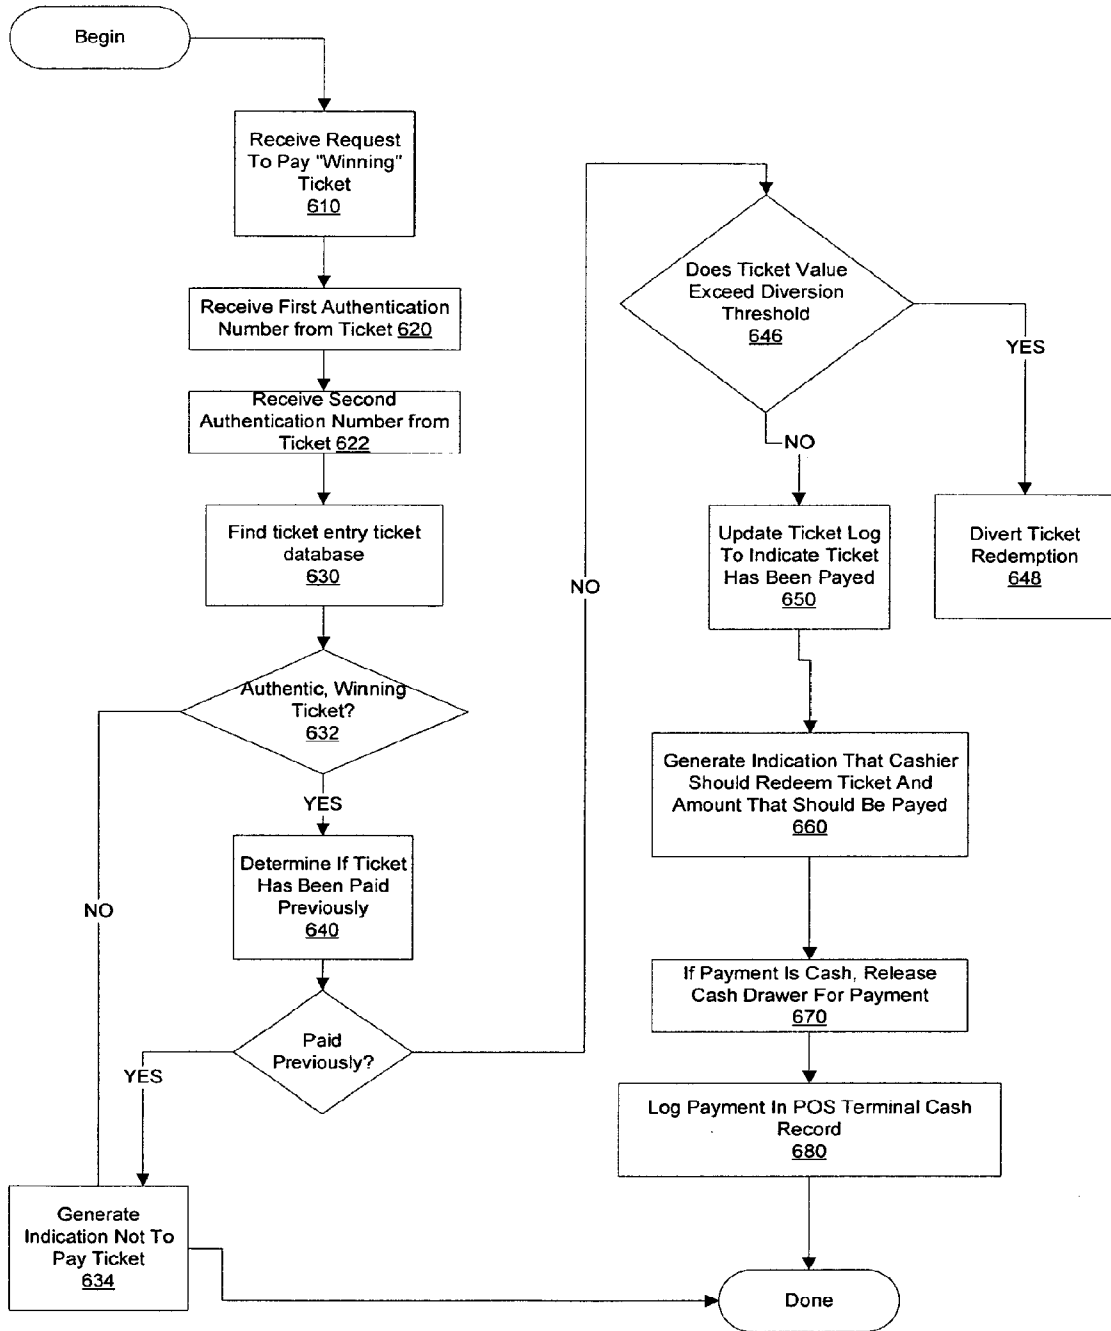 Begin
Receive Request
To Pay "Winning"
Ticket
610
Receive First Authentication
Number from Ticket 620
Receive Second
Authentication Number from
Ticket 622
Find ticket entry ticket
database
630
Authentic, Winning
Ticket?
632
NO
YES
Determine If Ticket
Has Been Paid
Previously
640
Paid
Previously?
YES
NO
Generate
Indication Not To
Pay Ticket
634
Does Ticket Value
Exceed Diversion
Threshold
646
YES
NO
Divert Ticket
Redemption
648
Update Ticket Log
To Indicate Ticket
Has Been Payed
650
Generate Indication That Cashier
Should Redeem Ticket And
Amount That Should Be Payed
660
If Payment Is Cash, Release
Cash Drawer For Payment
670
Log Payment In POS Terminal Cash
Record
680
Done